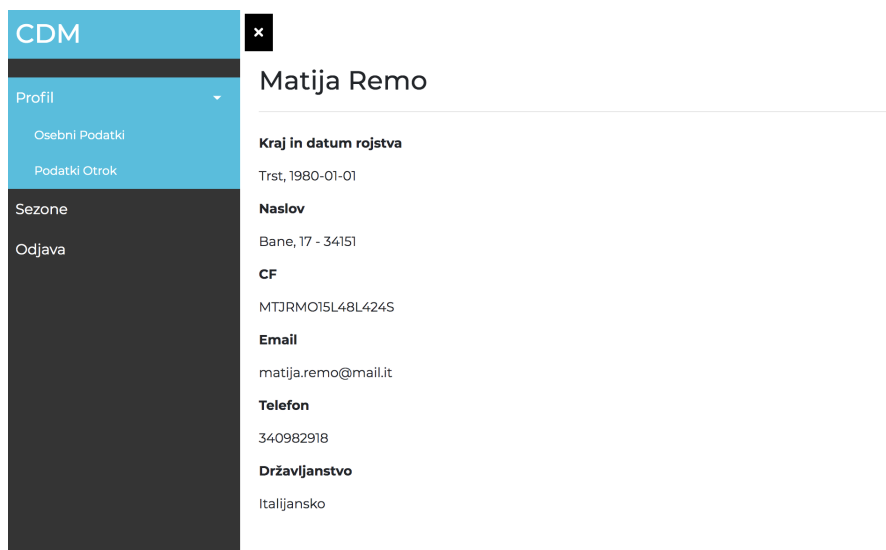 CDM
Profil
Osebni Podatki
Podatki Otrok
Sezone
Odjava
×
Matija Remo
Kraj in datum rojstva
Trst, 1980-01-01
Naslov
Bane, 17 - 34151
CF
MTJRMO15L48L424S
Email
matija.remo@mail.it
Telefon
340982918
Državljanstvo
Italijansko